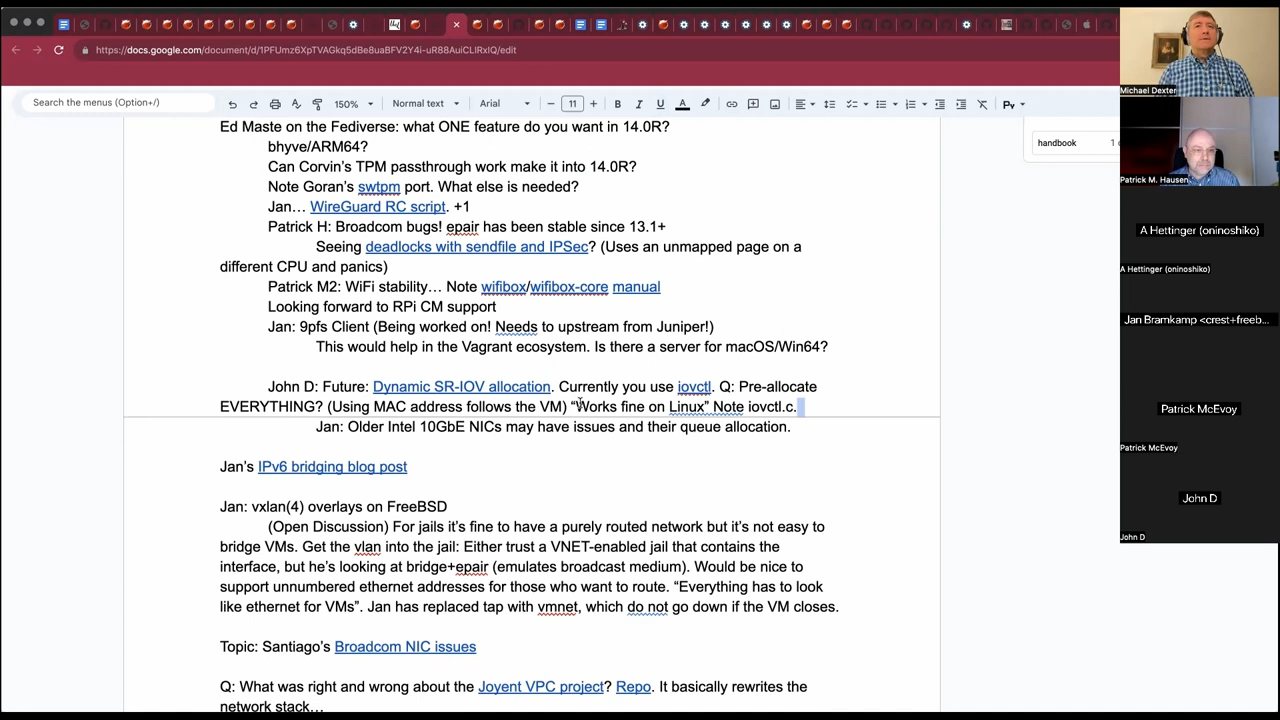 https://docs.google.com/document/d/1PFUmz6XpTVAGkq5dBe8uaBFV2Y4i-uR88AuiCLIRxIQ/edit
Search the menus (Option+/)
150%
Normal text
Arial
11
Ed Maste on the Fediverse: what ONE feature do you want in 14.0R?
bhyve/ARM64?
Can Corvin’s TPM passthrough work make it into 14.0R?
Note Goran’s swtpm port. What else is needed?
Jan… WireGuard RC script. +1
Patrick H: Broadcom bugs! epair has been stable since 13.1+
Seeing deadlocks with sendfile and IPSec? (Uses an unmapped page on a
different CPU and panics)
Patrick M2: WiFi stability… Note wifibox/wifibox-core manual
Looking forward to RPi CM support
Jan: 9pfs Client (Being worked on! Needs to upstream from Juniper!)
This would help in the Vagrant ecosystem. Is there a server for macOS/Win64?
John D: Future: Dynamic SR-IOV allocation. Currently you use iovctl. Q: Pre-allocate
EVERYTHING? (Using MAC address follows the VM) “Works fine on Linux” Note iovctl.c.
Jan: Older Intel 10GbE NICs may have issues and their queue allocation.
Jan’s IPv6 bridging blog post
Jan: vxlan(4) overlays on FreeBSD
(Open Discussion) For jails it’s fine to have a purely routed network but it’s not easy to
bridge VMs. Get the vlan into the jail: Either trust a VNET-enabled jail that contains the
interface, but he’s looking at bridge+epair (emulates broadcast medium). Would be nice to
support unnumbered ethernet addresses for those who want to route. “Everything has to look
like ethernet for VMs”. Jan has replaced tap with vmnet, which do not go down if the VM closes.
Topic: Santiago’s Broadcom NIC issues
Q: What was right and wrong about the Joyent VPC project? Repo. It basically rewrites the
network stack…
handbook
Michael Dexter
Patrick M. Hausen
A Hettinger (oninoshiko)
A Hettinger (oninoshiko)
Jan Bramkamp <crest+freeb...
Patrick McEvoy
Patrick McEvoy
John D
John D